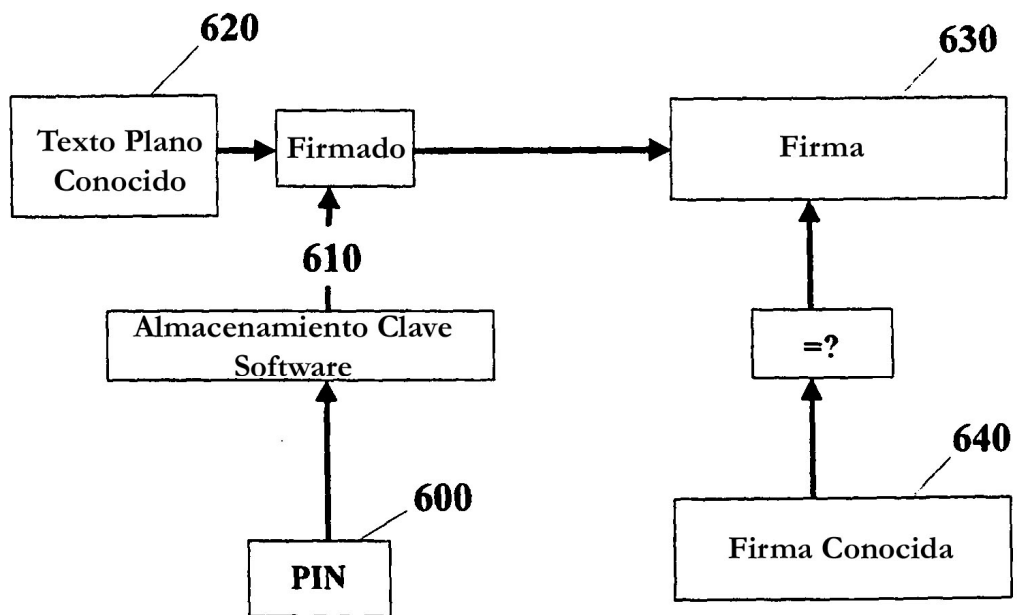 620
630
Texto Plano
Conocido
Firmado
Firma
610
Almacenamiento Clave
Software
=?
640
600
Firma Conocida
PIN